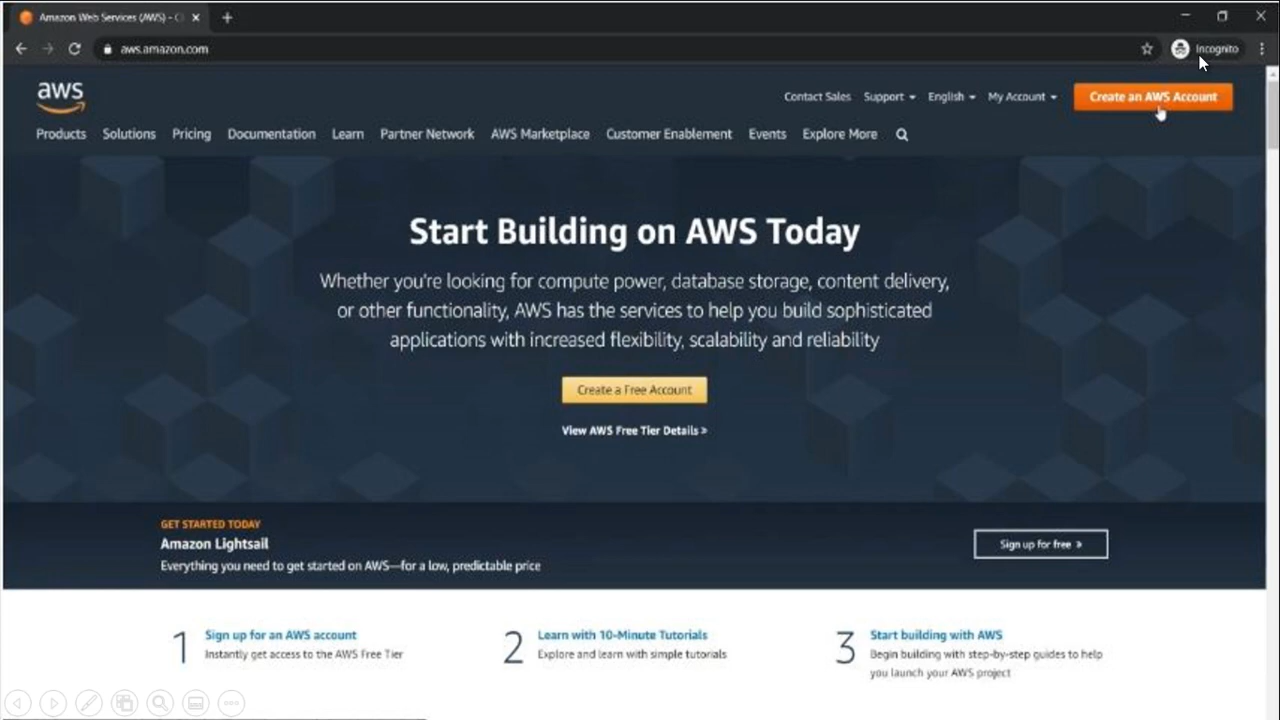 Amazon Web Services (AWS) - C
aws.amazon.com
Incognito
aws
Contact Sales Support English My Account Create an AWS Account
Products Solutions Pricing Documentation Learn Partner Network AWS Marketplace Customer Enablement Events Explore More
Start Building on AWS Today
Whether you're looking for compute power, database storage, content delivery,
or other functionality, AWS has the services to help you build sophisticated
applications with increased flexibility, scalability and reliability
Create a Free Account
View AWS Free Tier Details »
GET STARTED TODAY
Amazon Lightsail
Everything you need to get started on AWS—for a low, predictable price
Sign up for free »
1 Sign up for an AWS account
Instantly get access to the AWS Free Tier
2 Learn with 10-Minute Tutorials
Explore and learn with simple tutorials
3 Start building with AWS
Begin building with step-by-step guides to help
you launch your AWS project